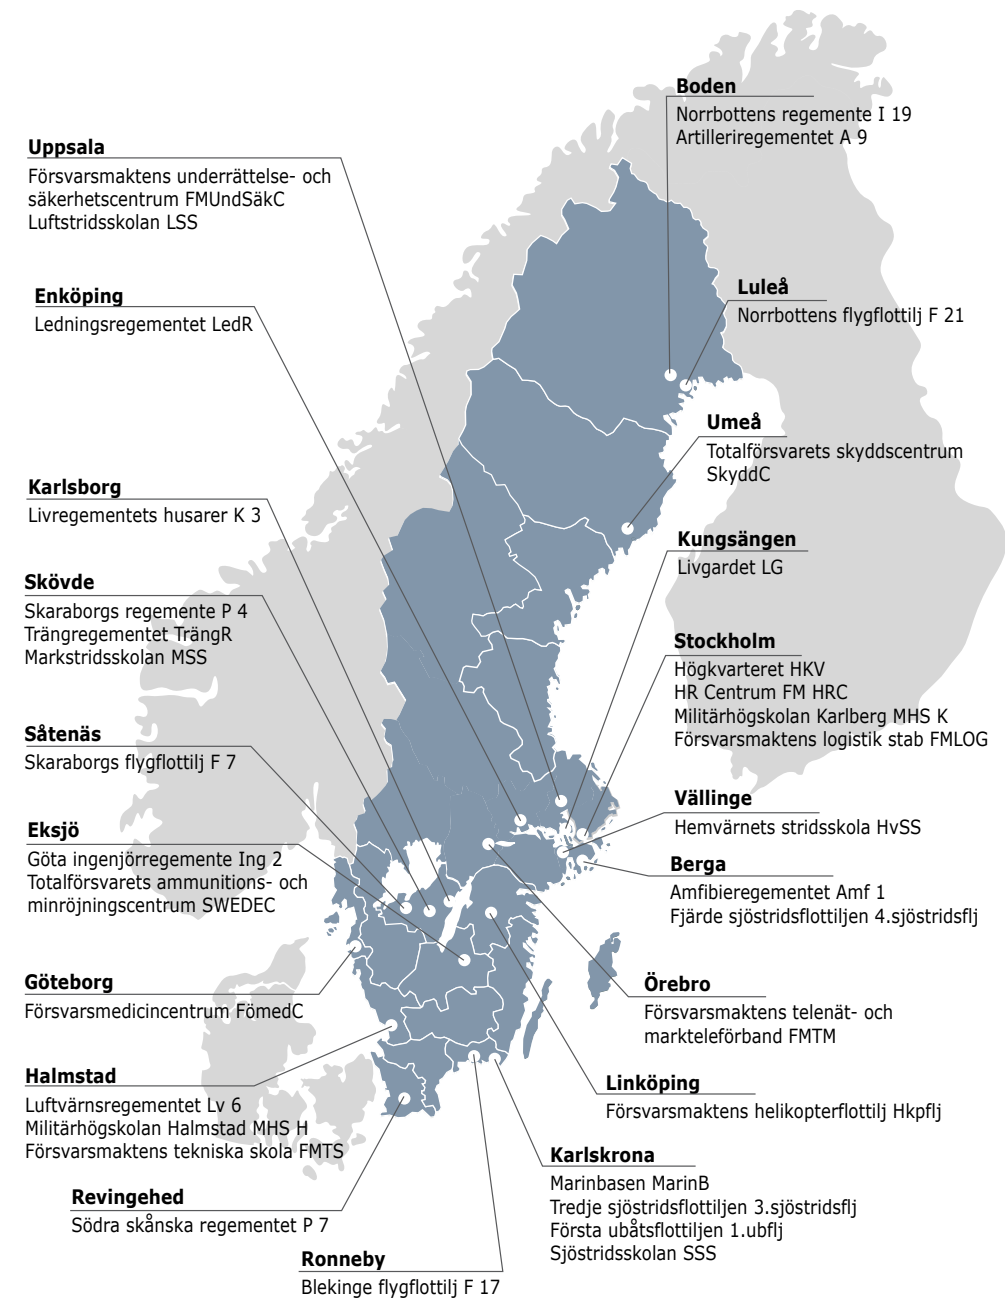 Boden
Norrbottens regemente I 19
Artilleriregementet A 9
Uppsala
Försvarsmaktens underrättelse- och
säkerhetscentrum FMUndSäkC
Luftstridsskolan LSS
Enköping
Ledningsregementet LedR
Luleå
Norrbottens flygflottilj F 21
Umeå
Totalförsvarets skyddscentrum
SkyddC
Karlsborg
Livregementets husarer K 3
Kungsängen
Livgardet LG
Skövde
Skaraborgs regemente P 4
Trängregementet TrängR
Markstridsskolan MSS
Stockholm
Högkvarteret HKV
HR Centrum FM HRC
Militärhögskolan Karlberg MHS K
Försvarsmaktens logistik stab FMLOG
Såtenäs
Skaraborgs flygflottilj F 7
Vällinge
Hemvärnets stridsskola HvSS
Eksjö
Göta ingenjörregemente Ing 2
Totalförsvarets ammunitions- och
minröjningscentrum SWEDEC
Berga
Amfibieregementet Amf 1
Fjärde sjöstridsflottiljen 4.sjöstridsflj
Göteborg
Försvarsmedicincentrum FömedC
Örebro
Försvarsmaktens telenät- och
markteleförband FMTM
Halmstad
Luftvärnsregementet Lv 6
Militärhögskolan Halmstad MHS H
Försvarsmaktens tekniska skola FMTS
Linköping
Försvarsmaktens helikopterflottilj Hkpflj
Karlskrona
Marinbasen MarinB
Tredje sjöstridsflottiljen 3.sjöstridsflj
Första ubåtsflottiljen 1.ubflj
Sjöstridsskolan SSS
Revingehed
Södra skånska regementet P 7
Ronneby
Blekinge flygflottilj F 17